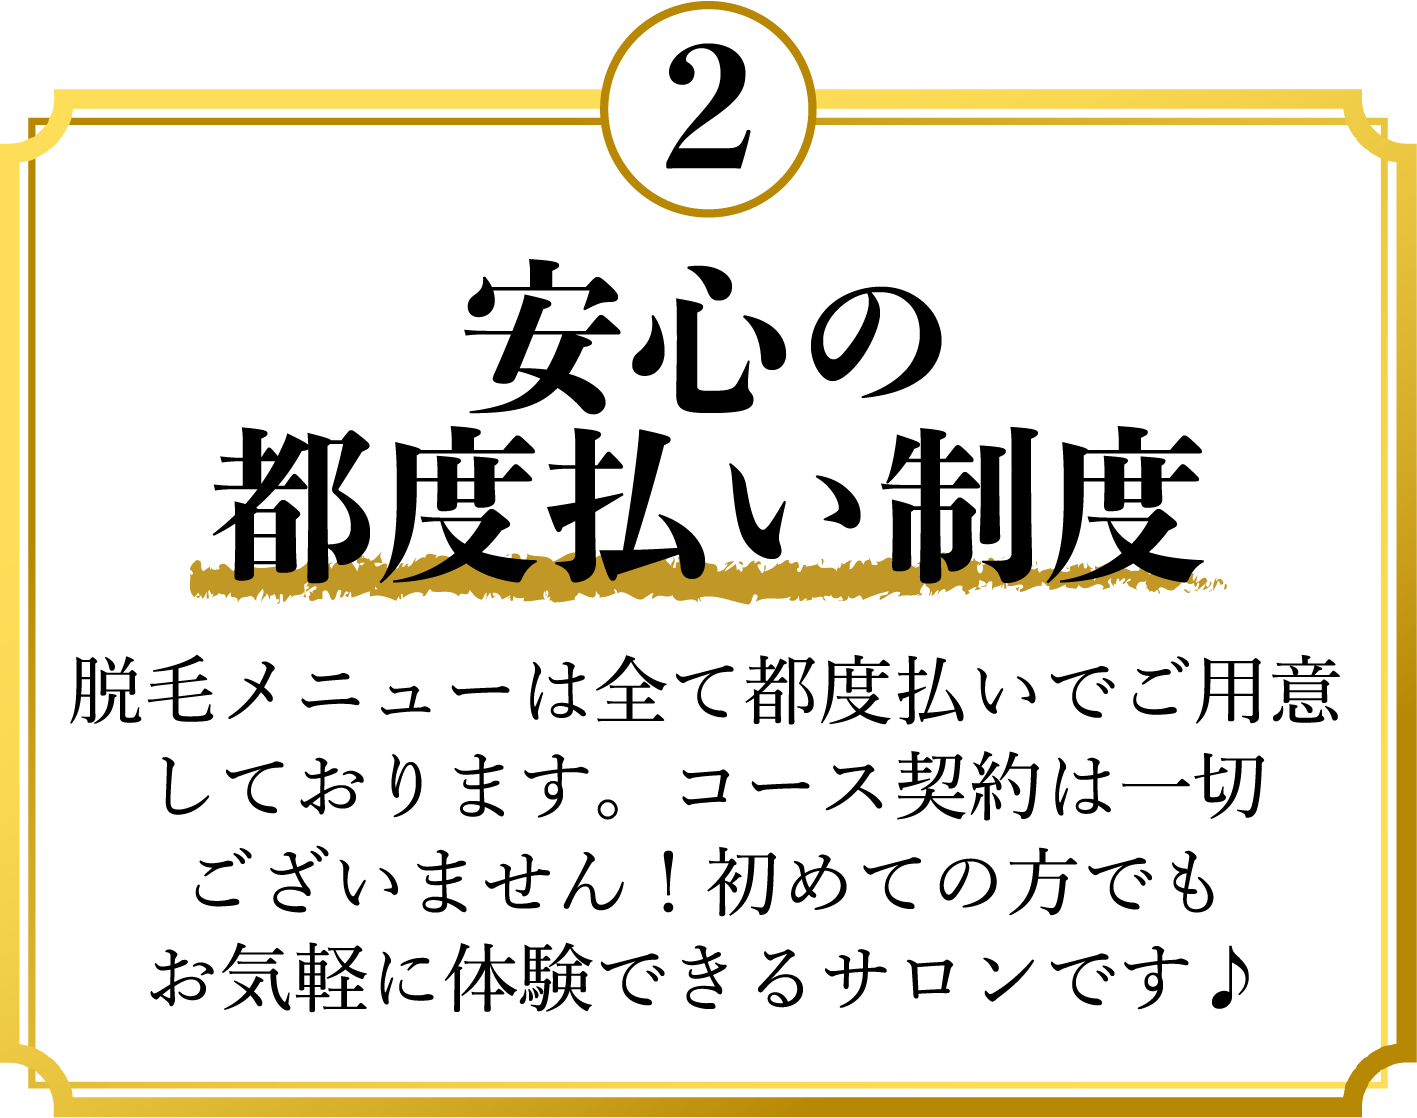 2
安心の
都度払い制度
脱毛メニューは全て都度払いでご用意
しております。コース契約は一切
ございません！初めての方でも
お気軽に体験できるサロンです♪